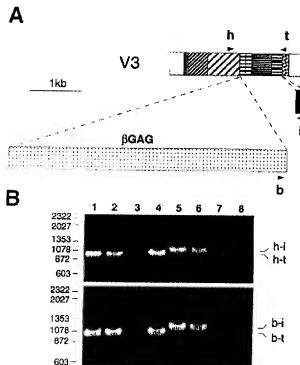 A
h t
V3
1kb
i
βGAG
b
B
1 2 3 4 5 6 7 8
2322
2027
1353
1078
872
603
h-i
h-t
2322
2027
1353
1078
872
603
b-i
b-t